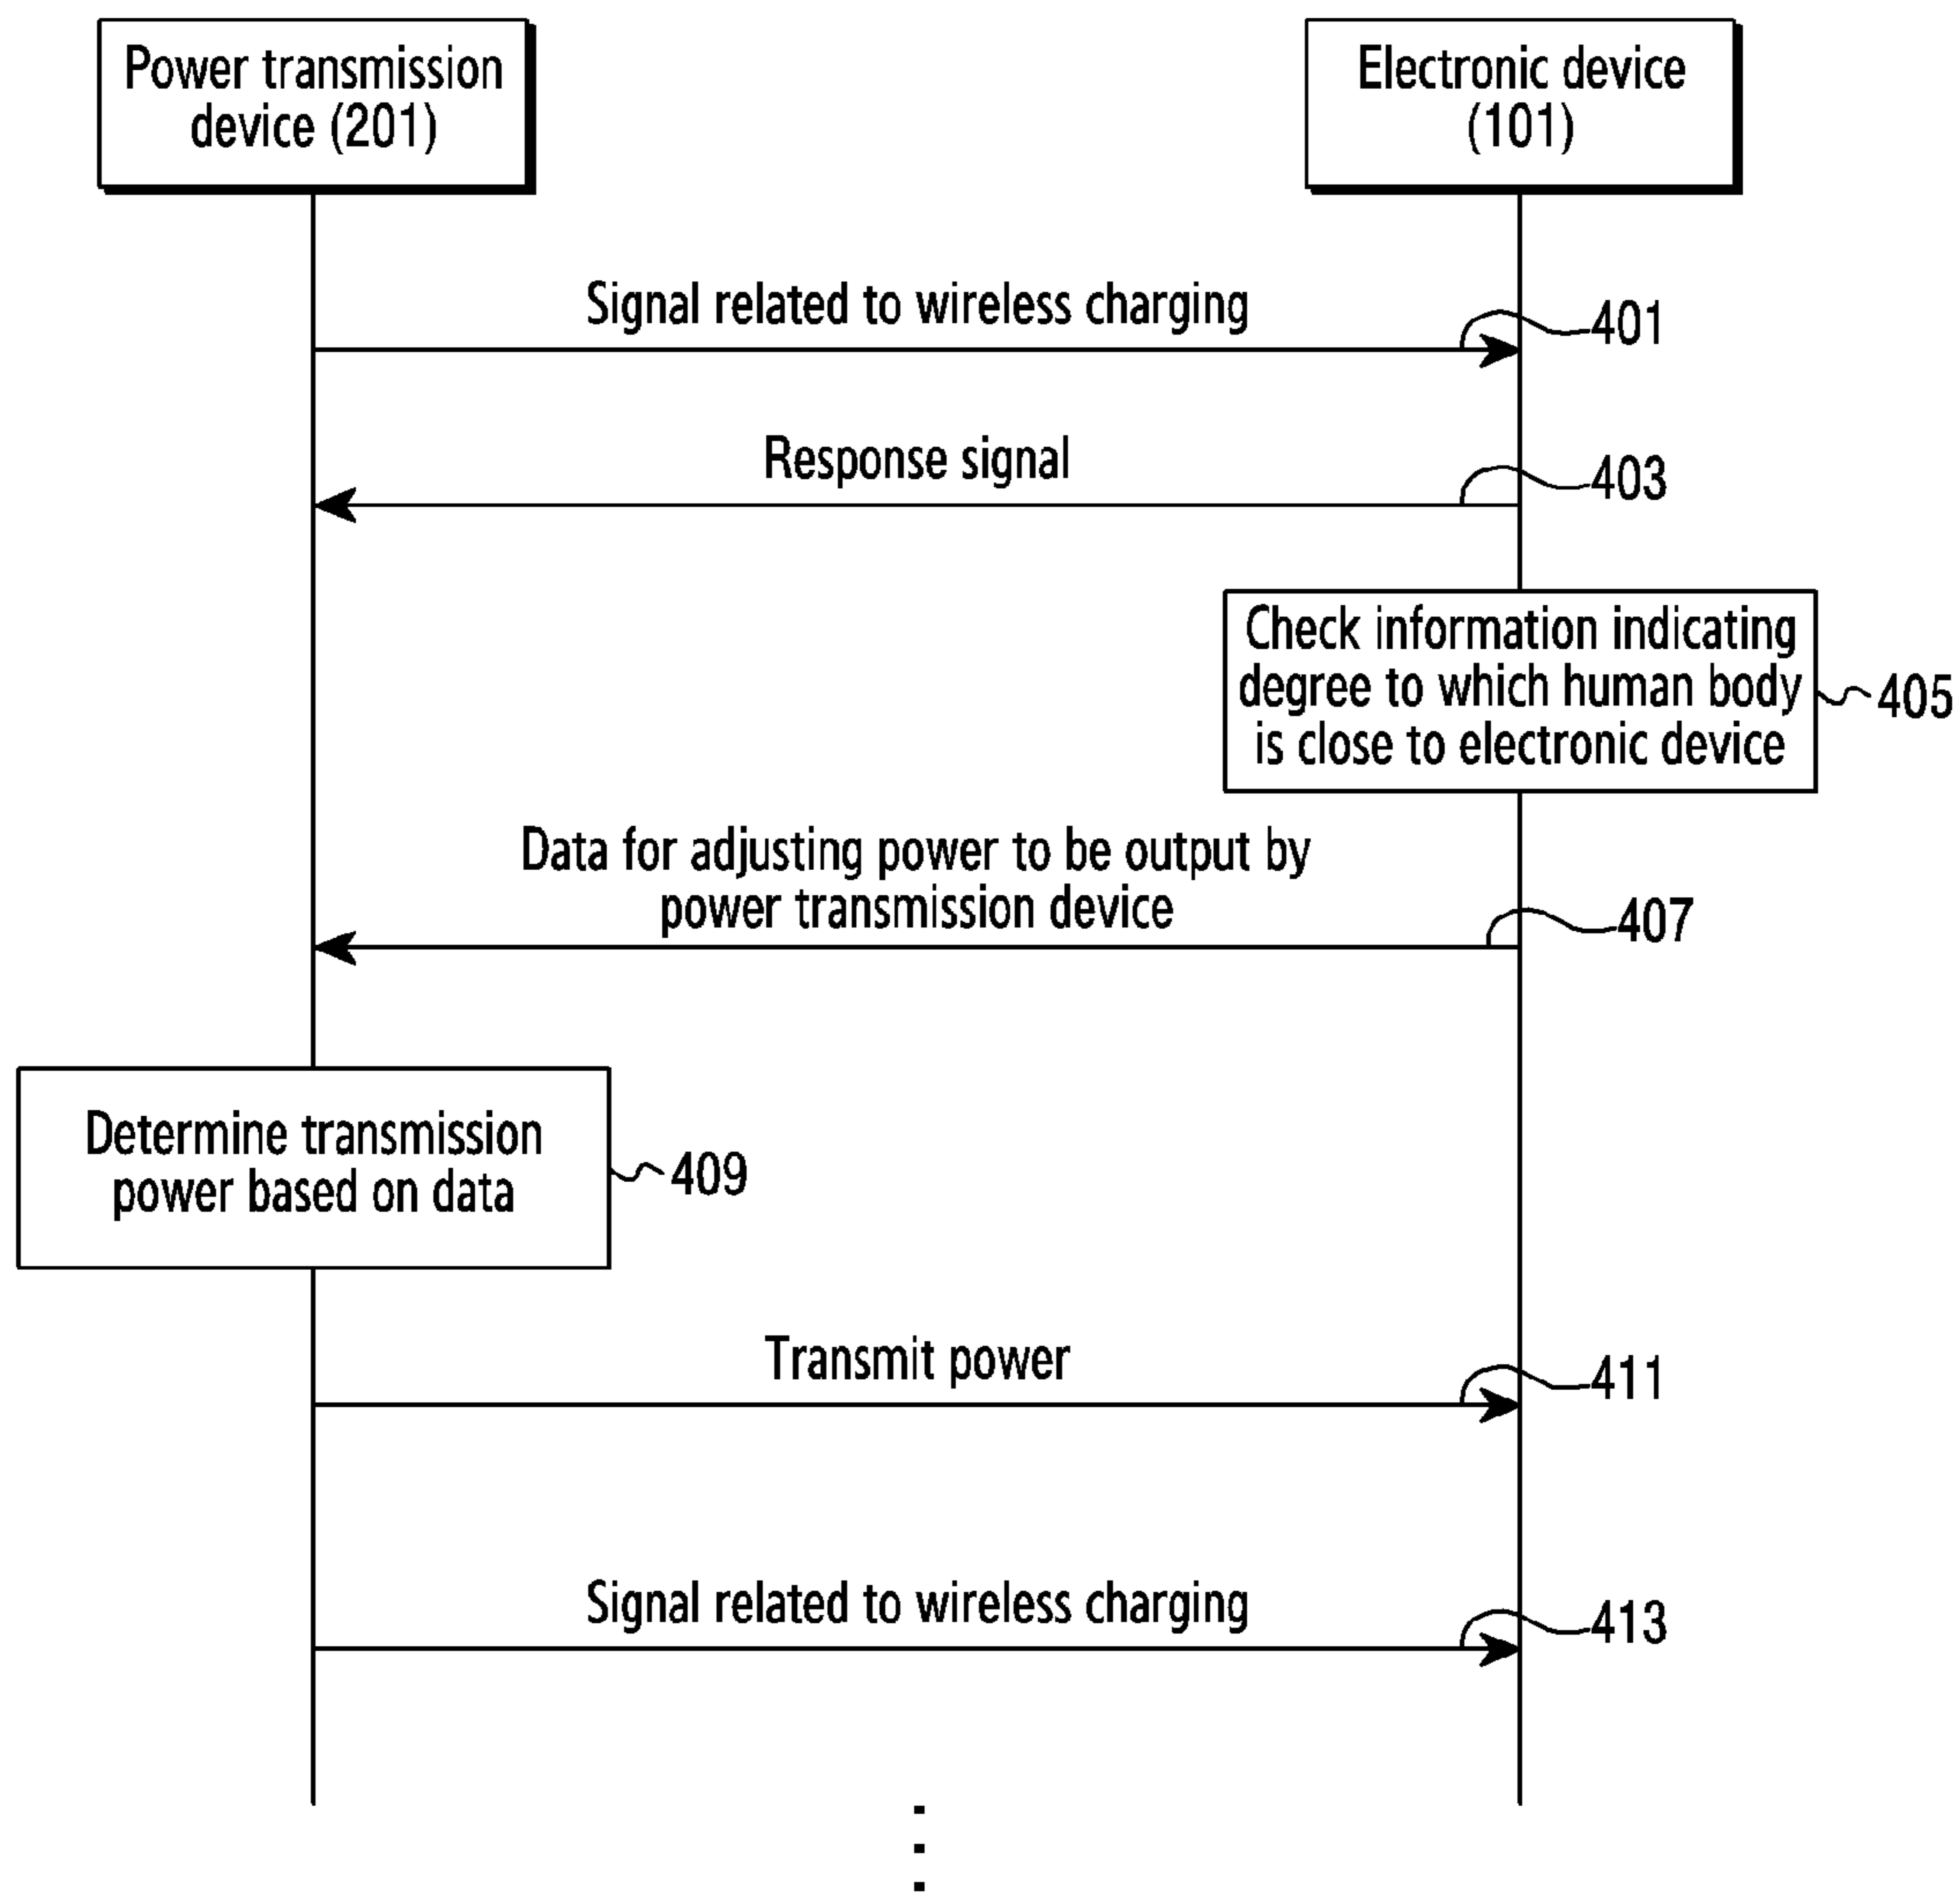 Power transmission
device (201)
Electronic device
(101)
Signal related to wireless charging
401
Response signal
403
Check information indicating
degree to which human body
is close to electronic device
405
Data for adjusting power to be output by
power transmission device
407
Determine transmission
power based on data
409
Transmit power
411
Signal related to wireless charging
413